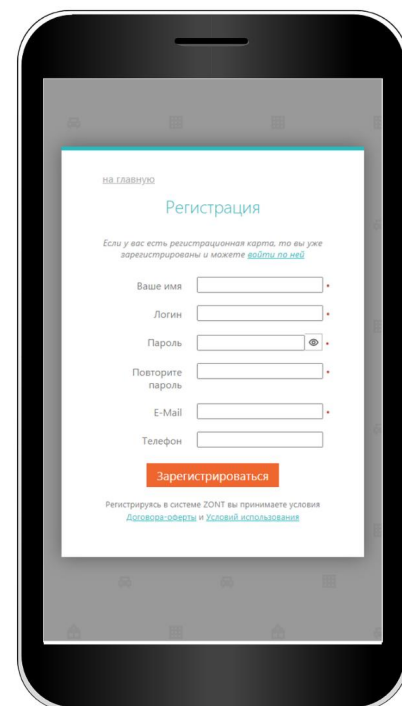 на главную
Регистрация
Если у вас есть регистрационная карта, то вы уже
зарегистрированы и можете войти по ней
Ваше имя *
Логин *
Пароль *
Повторите *
пароль
E-Mail *
Телефон
Зарегистрироваться
Регистрируясь в системе ZONT вы принимаете условия
Договора-оферты и Условий использования